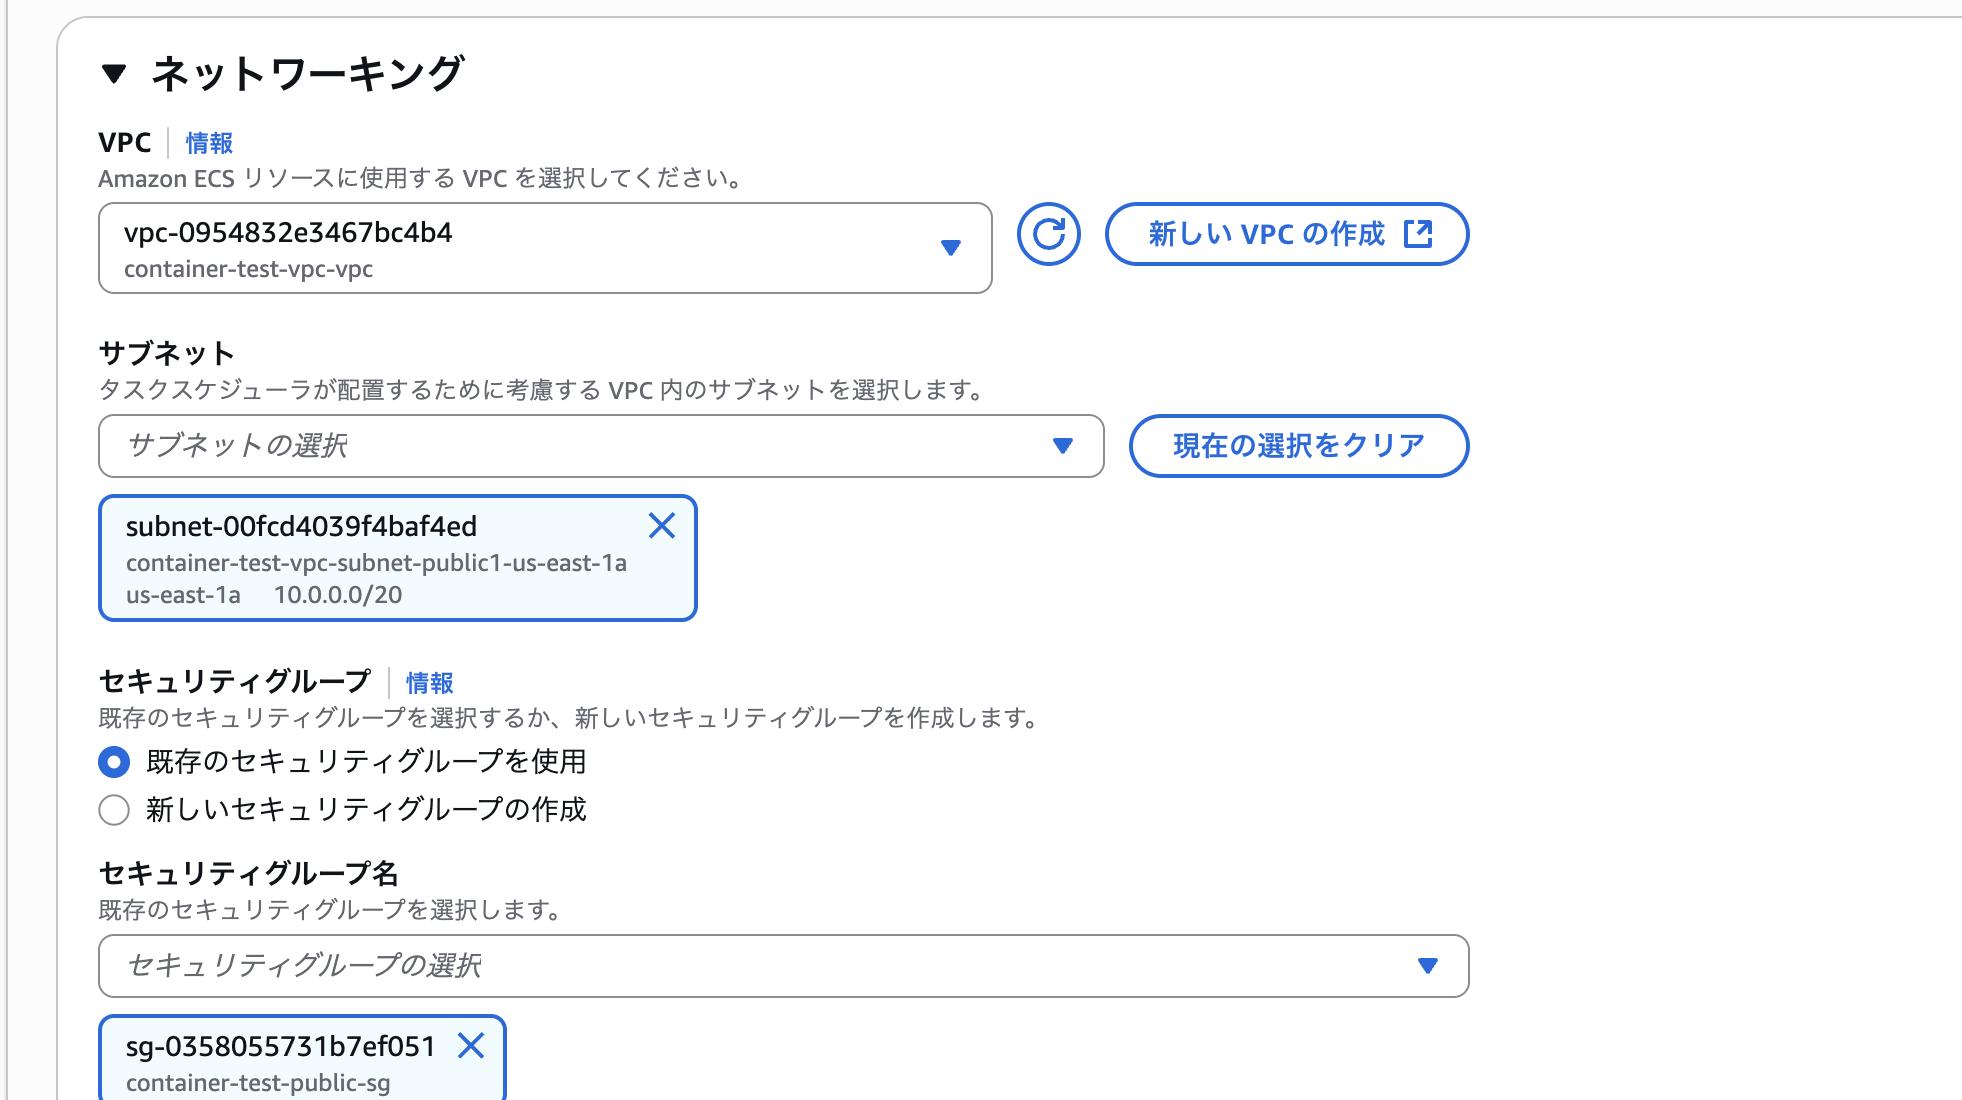 ネットワーキング
VPC 情報
Amazon ECS リソースに使用する VPC を選択してください。
vpc-0954832e3467bc4b4
container-test-vpc-vpc
新しい VPC の作成
サブネット
タスクスケジューラが配置するために考慮する VPC 内のサブネットを選択します。
サブネットの選択
現在の選択をクリア
subnet-00fcd4039f4baf4ed
container-test-vpc-subnet-public1-us-east-1a
us-east-1a 10.0.0.0/20
セキュリティグループ 情報
既存のセキュリティグループを選択するか、新しいセキュリティグループを作成します。
既存のセキュリティグループを使用
新しいセキュリティグループの作成
セキュリティグループ名
既存のセキュリティグループを選択します。
セキュリティグループの選択
sg-0358055731b7ef051
container-test-public-sg